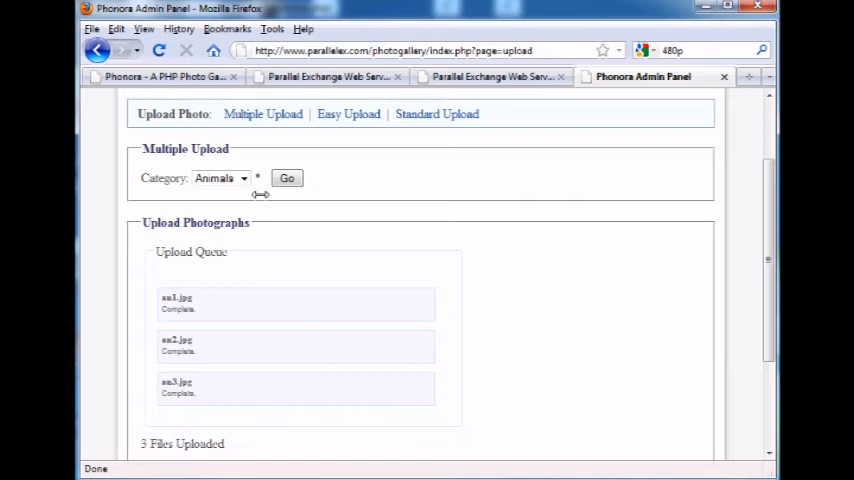 Phonora Admin Panel - Mozilla Firefox
File Edit View History Bookmarks Tools Help
http://www.parallelex.com/photogallery/index.php?page=upload 480p
Phonora - A PHP Photo Ga... Parallel Exchange Web Serv... Parallel Exchange Web Serv... Phonora Admin Panel
Upload Photo: Multiple Upload | Easy Upload | Standard Upload
Multiple Upload
Category: Animals * Go
Upload Photographs
Upload Queue
an1.jpg
Complete.
an2.jpg
Complete.
an3.jpg
Complete.
3 Files Uploaded
Done